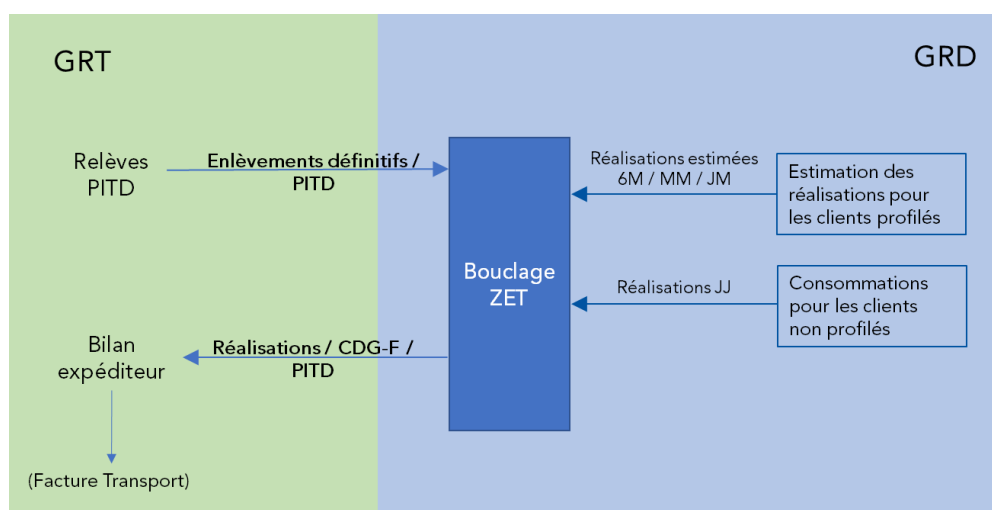 GRT
GRD
Relèves
PITD
Enlèvements définitifs /
PITD
Réalisations estimées
6M / MM / JM
Estimation des
réalisations pour
les clients profilés
Bouclage
ZET
Réalisations JJ
Consommations
pour les clients
non profilés
Bilan
expéditeur
Réalisations / CDG-F /
PITD
(Facture Transport)